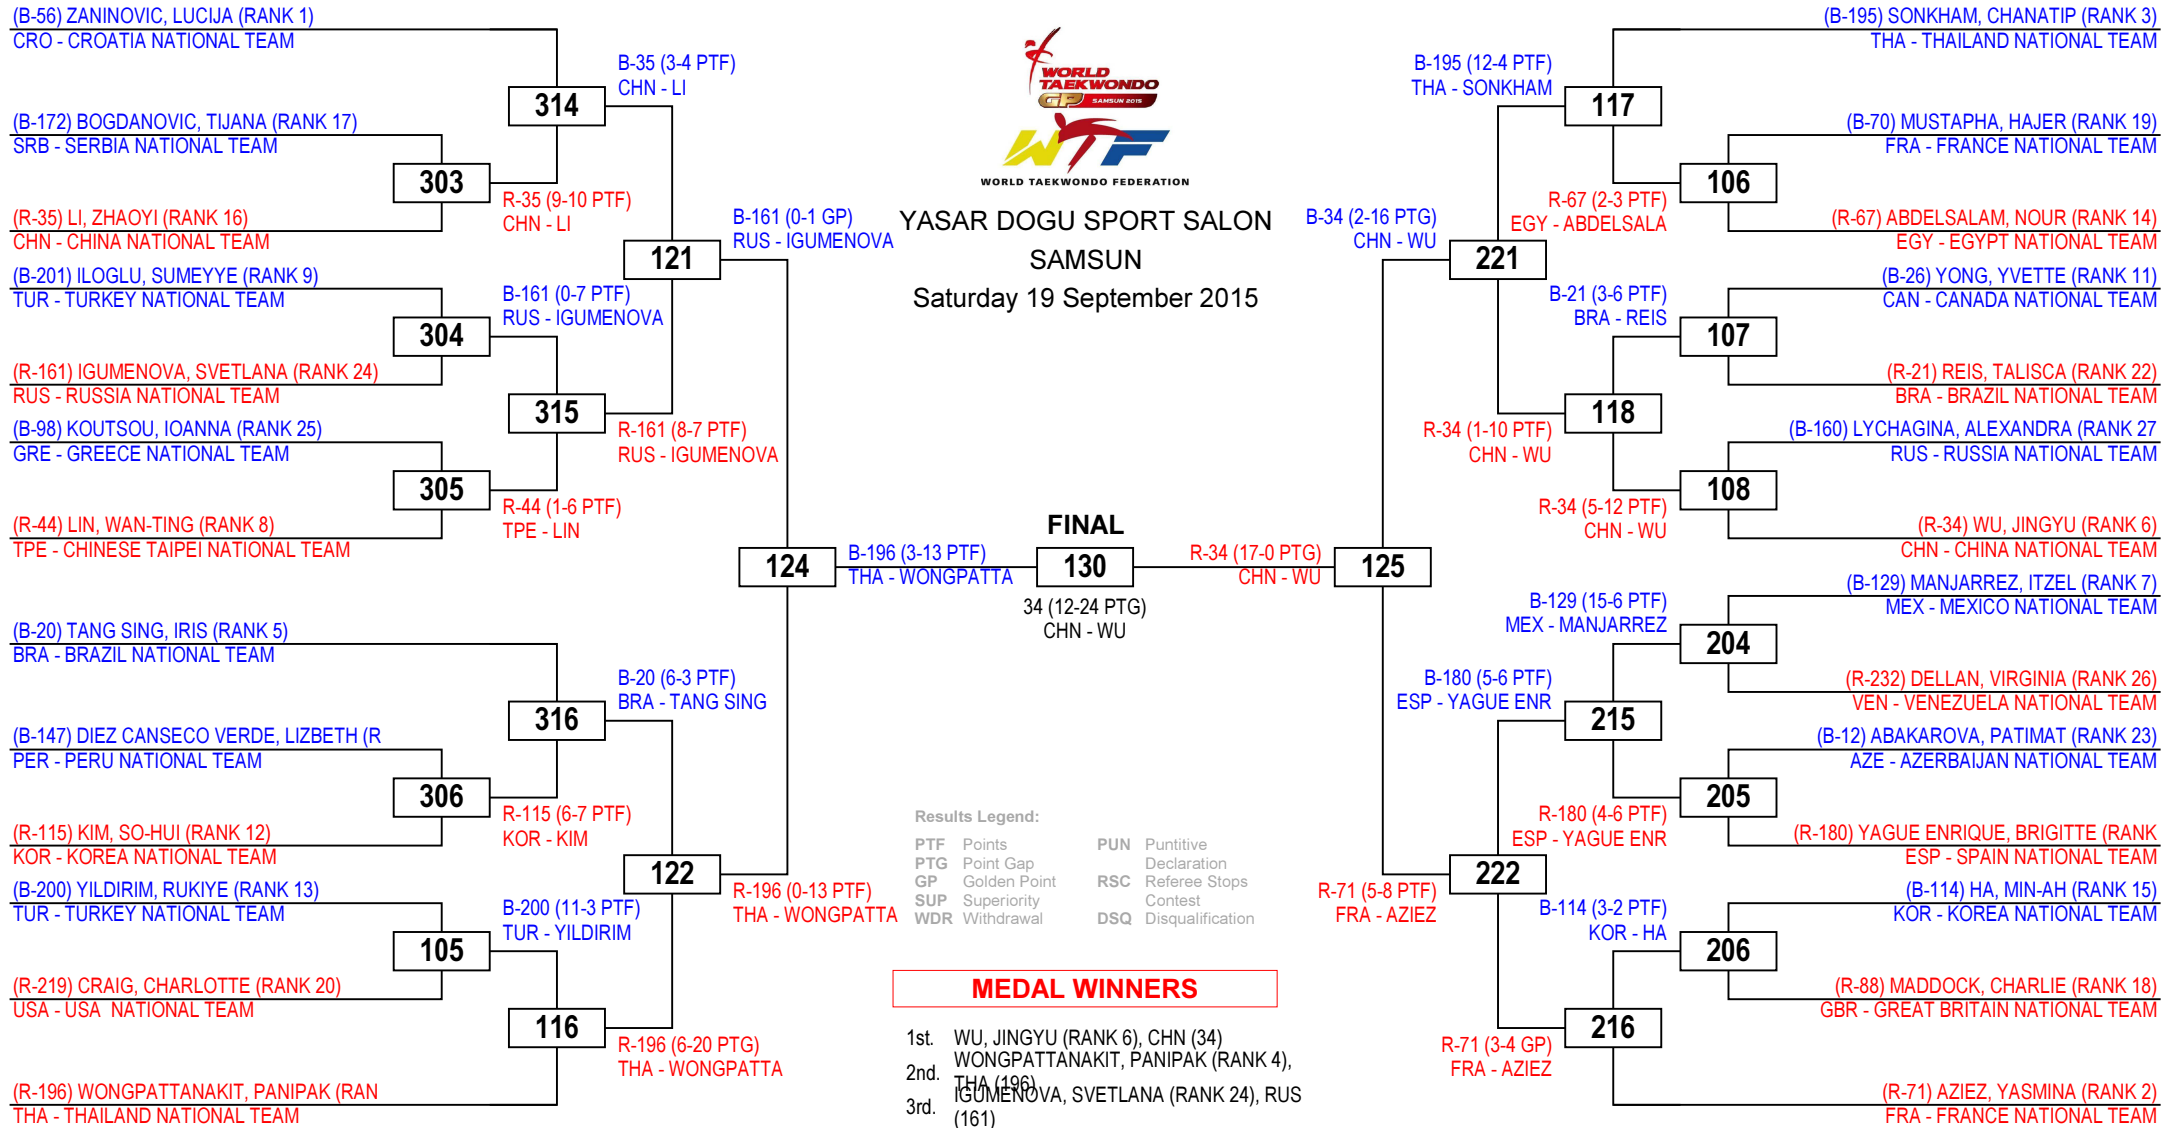 (B-56) ZANINOVIC, LUCIJA (RANK 1)
CRO - CROATIA NATIONAL TEAM
(B-172) BOGDANOVIC, TIJANA (RANK 17)
SRB - SERBIA NATIONAL TEAM
(R-35) LI, ZHAOYI (RANK 16)
CHN - CHINA NATIONAL TEAM
(B-201) ILOGLU, SUMEYYE (RANK 9)
TUR - TURKEY NATIONAL TEAM
(R-161) IGUMENOVA, SVETLANA (RANK 24)
RUS - RUSSIA NATIONAL TEAM
(B-98) KOUTSOU, IOANNA (RANK 25)
GRE - GREECE NATIONAL TEAM
(R-44) LIN, WAN-TING (RANK 8)
TPE - CHINESE TAIPEI NATIONAL TEAM
(B-20) TANG SING, IRIS (RANK 5)
BRA - BRAZIL NATIONAL TEAM
(B-147) DIEZ CANSECO VERDE, LIZBETH (R
PER - PERU NATIONAL TEAM
(R-115) KIM, SO-HUI (RANK 12)
KOR - KOREA NATIONAL TEAM
(B-200) YILDIRIM, RUKIYE (RANK 13)
TUR - TURKEY NATIONAL TEAM
(R-219) CRAIG, CHARLOTTE (RANK 20)
USA - USA  NATIONAL TEAM
(R-196) WONGPATTANAKIT, PANIPAK (RAN
THA - THAILAND NATIONAL TEAM
303
304
305
306
105
R-35 (9-10 PTF)
CHN - LI
B-161 (0-7 PTF)
RUS - IGUMENOVA
R-44 (1-6 PTF)
TPE - LIN
R-115 (6-7 PTF)
KOR - KIM
B-200 (11-3 PTF)
TUR - YILDIRIM
314
315
316
116
B-35 (3-4 PTF)
CHN - LI
R-161 (8-7 PTF)
RUS - IGUMENOVA
B-20 (6-3 PTF)
BRA - TANG SING
R-196 (6-20 PTG)
THA - WONGPATTA
121
122
B-161 (0-1 GP)
RUS - IGUMENOVA
R-196 (0-13 PTF)
THA - WONGPATTA
124
B-196 (3-13 PTF)
THA - WONGPATTA
WORLD
TAEKWONDO
GP SAMSUN 2015
WTF
WORLD TAEKWONDO FEDERATION
YASAR DOGU SPORT SALON
SAMSUN
Saturday 19 September 2015
FINAL
130
34 (12-24 PTG)
CHN - WU
Results Legend:
PTF Points
PTG Point Gap
GP Golden Point
SUP Superiority
WDR Withdrawal
PUN Puntitive
Declaration
RSC Referee Stops
Contest
DSQ Disqualification
MEDAL WINNERS
1st. WU, JINGYU (RANK 6), CHN (34)
2nd. WONGPATTANAKIT, PANIPAK (RANK 4),
THA (196)
3rd. IGUMENOVA, SVETLANA (RANK 24), RUS
(161)
R-34 (17-0 PTG)
CHN - WU
125
B-34 (2-16 PTG)
CHN - WU
R-71 (5-8 PTF)
FRA - AZIEZ
221
222
B-195 (12-4 PTF)
THA - SONKHAM
R-34 (1-10 PTF)
CHN - WU
B-180 (5-6 PTF)
ESP - YAGUE ENR
R-71 (3-4 GP)
FRA - AZIEZ
117
118
215
216
R-67 (2-3 PTF)
EGY - ABDELSALA
B-21 (3-6 PTF)
BRA - REIS
R-34 (5-12 PTF)
CHN - WU
B-129 (15-6 PTF)
MEX - MANJARREZ
R-180 (4-6 PTF)
ESP - YAGUE ENR
B-114 (3-2 PTF)
KOR - HA
106
107
108
204
205
206
(B-195) SONKHAM, CHANATIP (RANK 3)
THA - THAILAND NATIONAL TEAM
(B-70) MUSTAPHA, HAJER (RANK 19)
FRA - FRANCE NATIONAL TEAM
(R-67) ABDELSALAM, NOUR (RANK 14)
EGY - EGYPT NATIONAL TEAM
(B-26) YONG, YVETTE (RANK 11)
CAN - CANADA NATIONAL TEAM
(R-21) REIS, TALISCA (RANK 22)
BRA - BRAZIL NATIONAL TEAM
(B-160) LYCHAGINA, ALEXANDRA (RANK 27
RUS - RUSSIA NATIONAL TEAM
(R-34) WU, JINGYU (RANK 6)
CHN - CHINA NATIONAL TEAM
(B-129) MANJARREZ, ITZEL (RANK 7)
MEX - MEXICO NATIONAL TEAM
(R-232) DELLAN, VIRGINIA (RANK 26)
VEN - VENEZUELA NATIONAL TEAM
(B-12) ABAKAROVA, PATIMAT (RANK 23)
AZE - AZERBAIJAN NATIONAL TEAM
(R-180) YAGUE ENRIQUE, BRIGITTE (RANK
ESP - SPAIN NATIONAL TEAM
(B-114) HA, MIN-AH (RANK 15)
KOR - KOREA NATIONAL TEAM
(R-88) MADDOCK, CHARLIE (RANK 18)
GBR - GREAT BRITAIN NATIONAL TEAM
(R-71) AZIEZ, YASMINA (RANK 2)
FRA - FRANCE NATIONAL TEAM